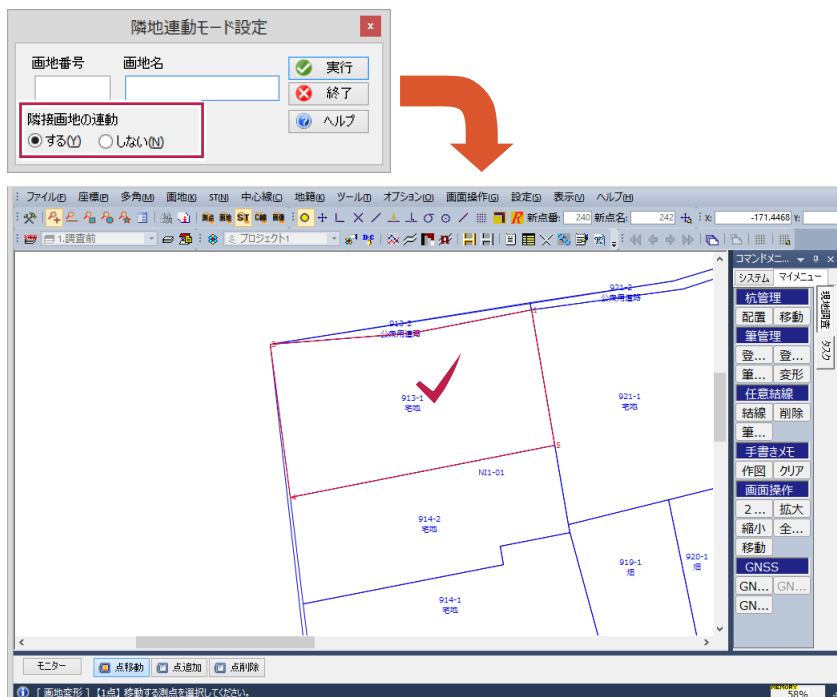 隣地連動モード設定
x
画地番号 画地名
実行
終了
隣接画地の連動
ヘルプ
する(Y) しない(N)
ファイル(F) 座標(P) 多角(M) 画地(K) ST(N) 中心線(C) 地籍(K) ツール(T) オプション(O) 画面操作(G) 設定(S) 表示(V) ヘルプ(H)
ST 新点番: 240 新点名: 242 X: -171.4468 Y:
1.調査前 プロジェクト1
コマンドメニ...
システム マイメニュー
現地調査
タスク
杭管理
配置 移動
筆管理
登... 登...
筆... 変形
任意結線
結線 削除
筆...
手書きメモ
作図 クリア
画面操作
2... 拡大
縮小 全...
移動
GNSS
GN... GN...
GN...
921-2
公衆用道路
913-2
公衆用道路
1
3
913-1
宅地
921-1
宅地
5
NI1-01
4
914-2
宅地
919-1
畑
920-1
畑
914-1
宅地
モニター 点移動 点追加 点削除
[ 画地変形 ]【1点】移動する測点を選択してください。
MEMORY
58%